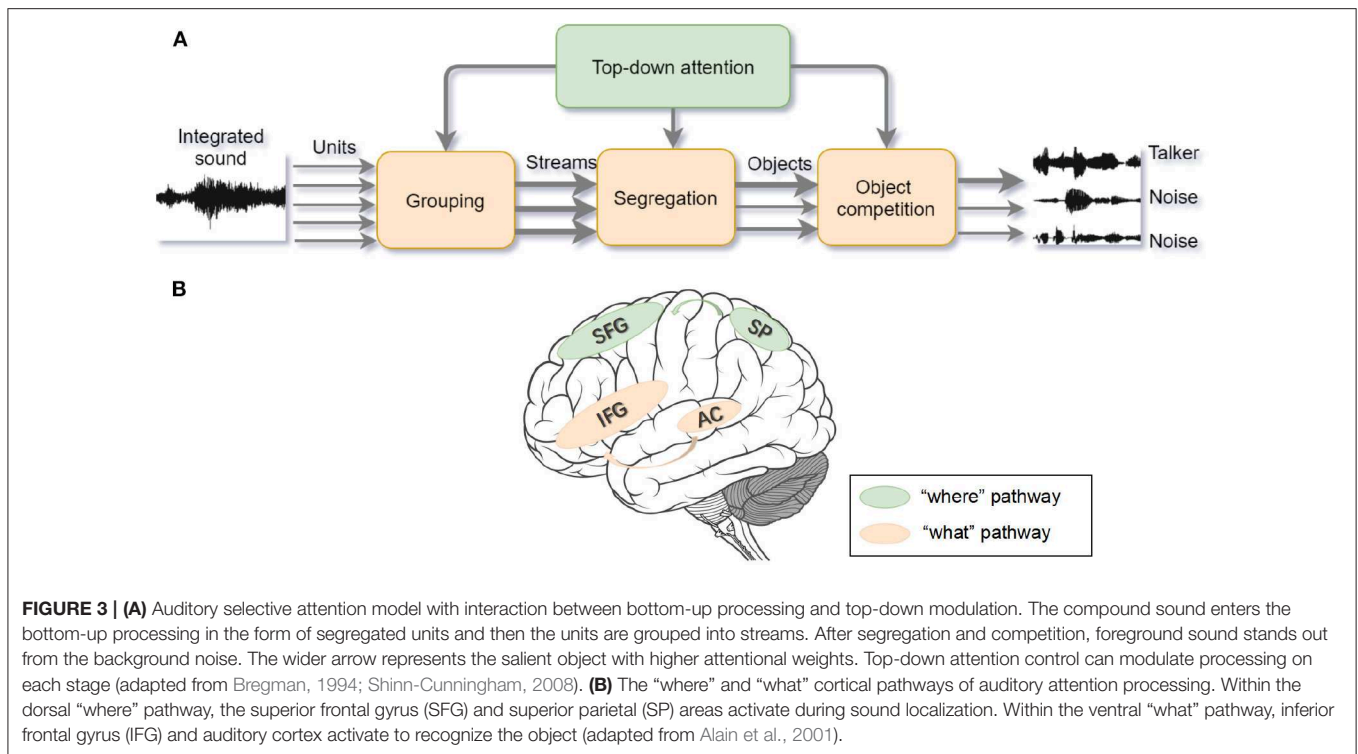 A
Top-down attention
Integrated
sound
Units
Grouping
Streams
Segregation
Objects
Object
competition
Talker
Noise
Noise
B
SFG
SP
IFG
AC
"where" pathway
"what" pathway
FIGURE 3 | (A) Auditory selective attention model with interaction between bottom-up processing and top-down modulation. The compound sound enters the
bottom-up processing in the form of segregated units and then the units are grouped into streams. After segregation and competition, foreground sound stands out
from the background noise. The wider arrow represents the salient object with higher attentional weights. Top-down attention control can modulate processing on
each stage (adapted from Bregman, 1994; Shinn-Cunningham, 2008). (B) The “where” and “what” cortical pathways of auditory attention processing. Within the
dorsal “where” pathway, the superior frontal gyrus (SFG) and superior parietal (SP) areas activate during sound localization. Within the ventral “what” pathway, inferior
frontal gyrus (IFG) and auditory cortex activate to recognize the object (adapted from Alain et al., 2001).